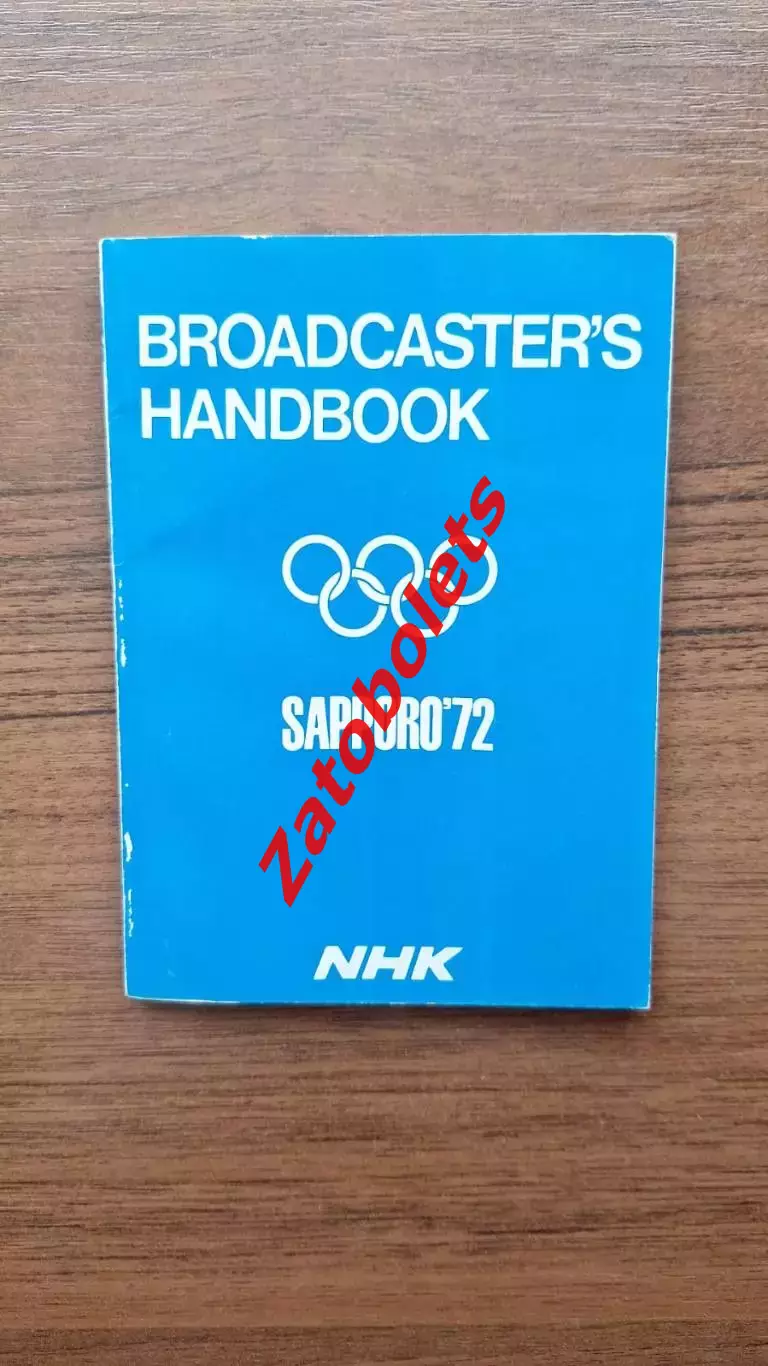 BROADCASTER'S
HANDBOOK
Zatobolets
SAPPORO'72
NHK